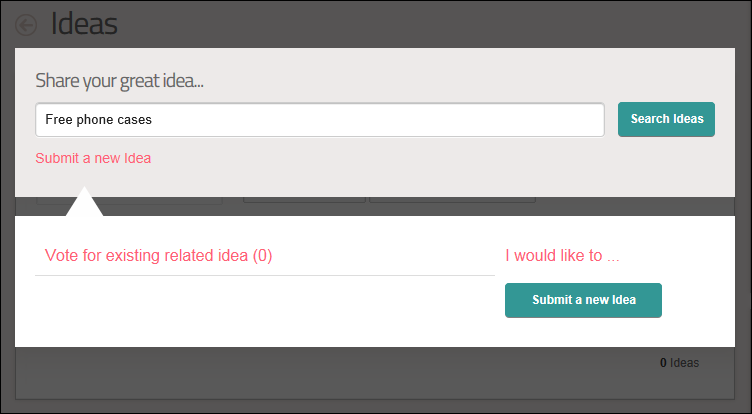 Ideas
Share your great idea...
Free phone cases
Search Ideas
Submit a new Idea
Vote for existing related idea (0)
I would like to ...
Submit a new Idea
0 Ideas